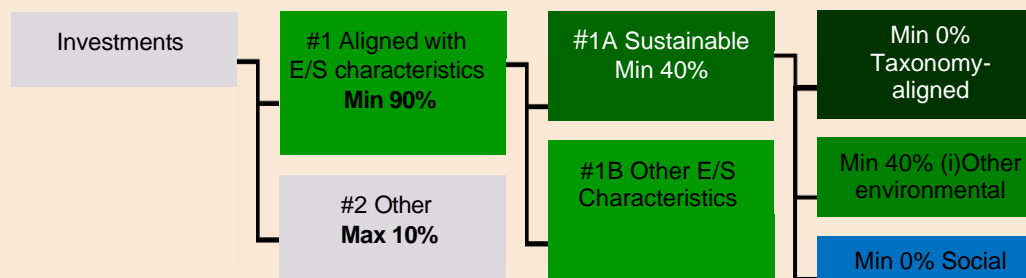 Investments
#1 Aligned with
E/S characteristics
Min 90%
#2 Other
Max 10%
#1A Sustainable
Min 40%
#1B Other E/S
Characteristics
Min 0%
Taxonomy-
aligned
Min 40% (i)Other
environmental
Min 0% Social